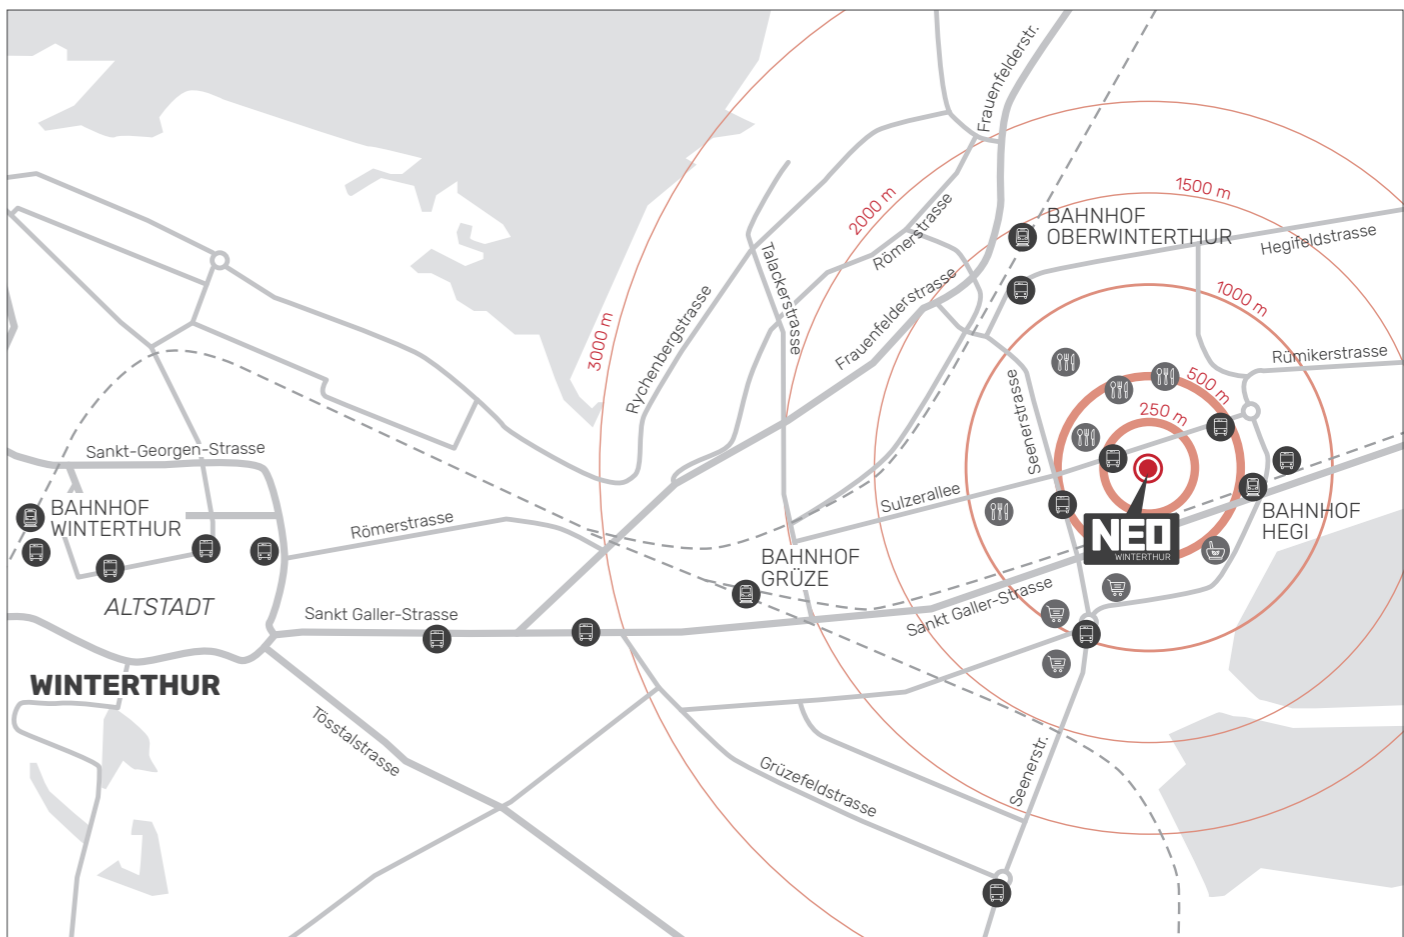 Frauenfelderstr.
1500 m
2000 m
BAHNHOF
OBERWINTERTHUR
Römerstrasse
Hegifeldstrasse
Talackerstrasse
1000 m
Rychenbergstrasse
3000 m
Frauenfelderstrasse
Rümikerstrasse
500 m
Seenerstrasse
250 m
Sankt-Georgen-Strasse
Sulzerallee
BAHNHOF
WINTERTHUR
Römerstrasse
BAHNHOF
HEGI
NEO
WINTERTHUR
BAHNHOF
GRÜZE
ALTSTADT
Sankt Galler-Strasse
Sankt Galler-Strasse
WINTERTHUR
Tösstalstrasse
Grüzefeldstrasse
Seenerstr.